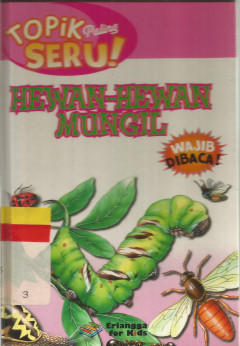 TOPIK Paling
SERU!
HEWAN-HEWAN
MUNGIL
WAJIB
DIBACA!
3
Erlangga
for Kids